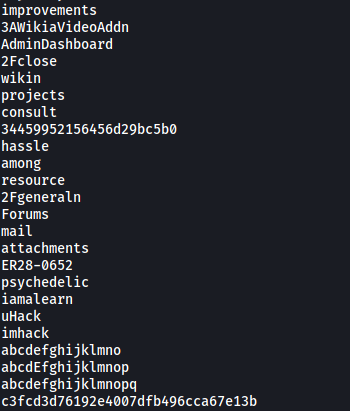 improvements
3AWikiaVideoAddn
AdminDashboard
2Fclose
wikin
projects
consult
34459952156456d29bc5b0
hassle
among
resource
2Fgeneraln
Forums
mail
attachments
ER28-0652
psychedelic
iamalearn
uHack
imhack
abcdefghijklmno
abcdEfghijklmnop
abcdefghijklmnopq
c3fcd3d76192e4007dfb496cca67e13b